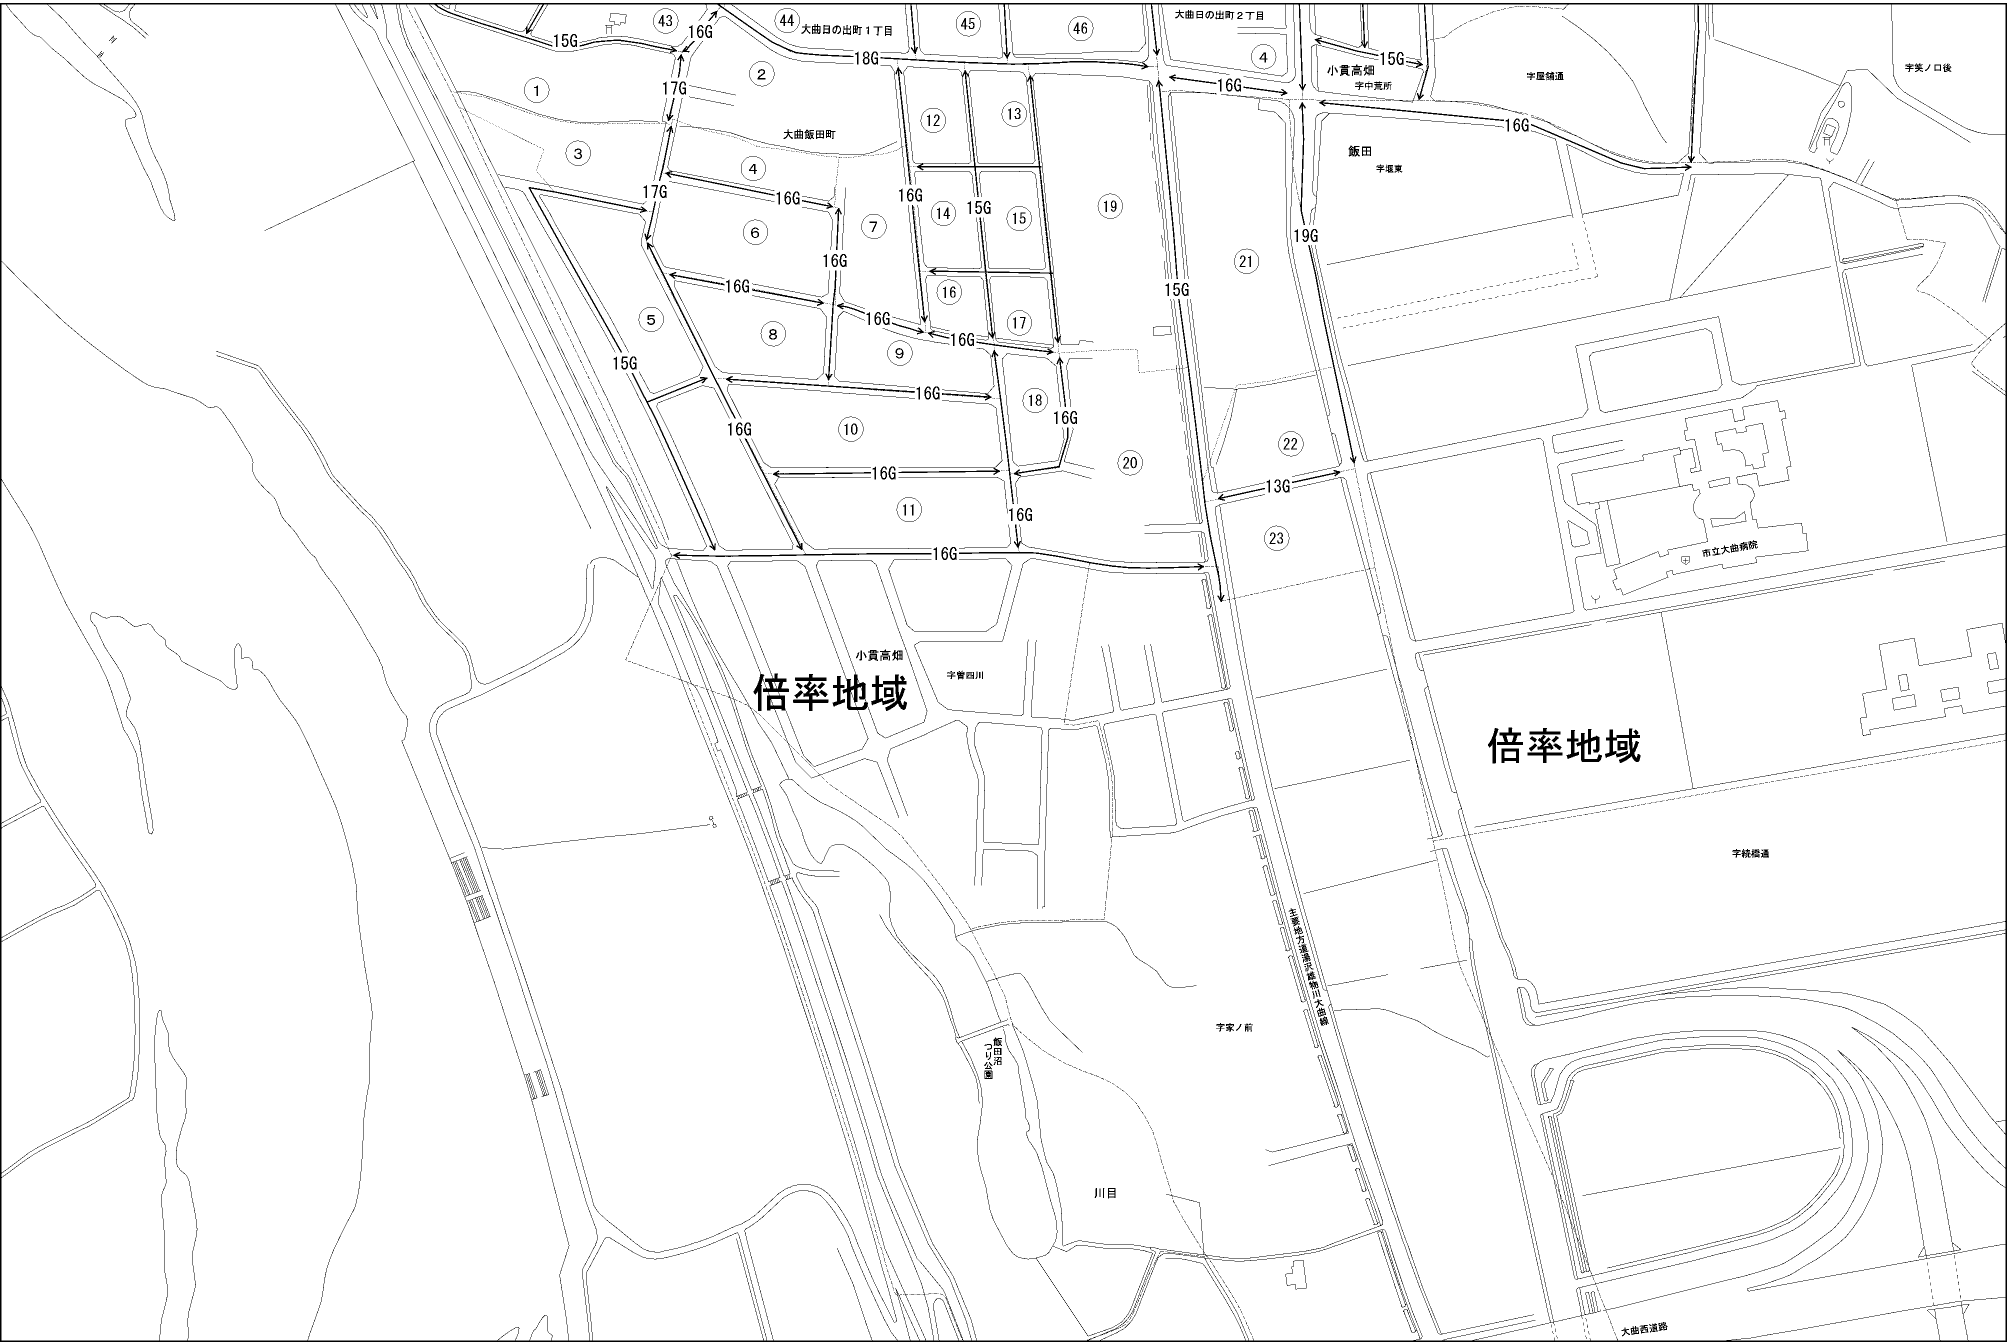 43
44
大曲日の出町1丁目
45
46
大曲日の出町2丁目
4
15G
16G
18G
16G
15G
小貫高畑
字中荒所
字屋舗通
字笑ノ口後
1
17G
2
12
13
16G
大曲飯田町
3
4
飯田
字堰東
17G
16G
16G
15G
14
15
19
6
7
19G
16G
21
16G
15G
16
17
5
16G
16G
8
9
15G
16G
18
16G
16G
10
22
20
16G
13G
11
16G
23
16G
市立大曲病院
小貫高畑
字曽四川
倍率地域
倍率地域
字統橋通
主要地方道湯沢雄物川大曲線
字家ノ前
飯田沼
つり公園
川目
大曲西道路